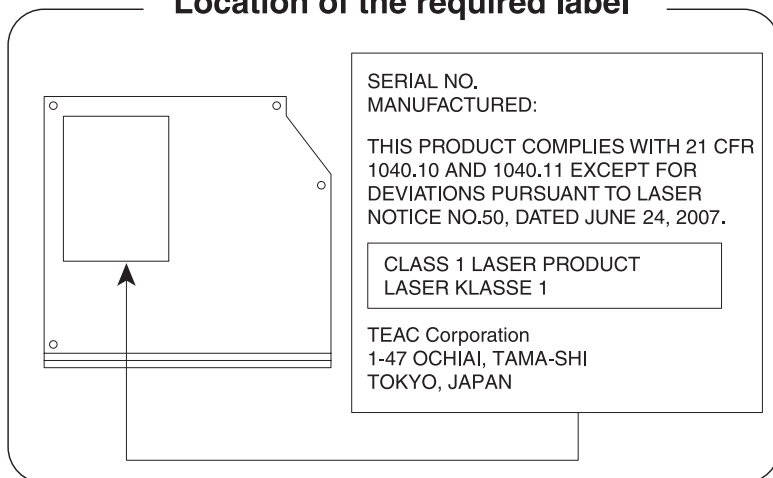 Location of the required label
SERIAL NO.
MANUFACTURED:
THIS PRODUCT COMPLIES WITH 21 CFR
1040.10 AND 1040.11 EXCEPT FOR
DEVIATIONS PURSUANT TO LASER
NOTICE NO.50, DATED JUNE 24, 2007.
CLASS 1 LASER PRODUCT
LASER KLASSE 1
TEAC Corporation
1-47 OCHIAI, TAMA-SHI
TOKYO, JAPAN